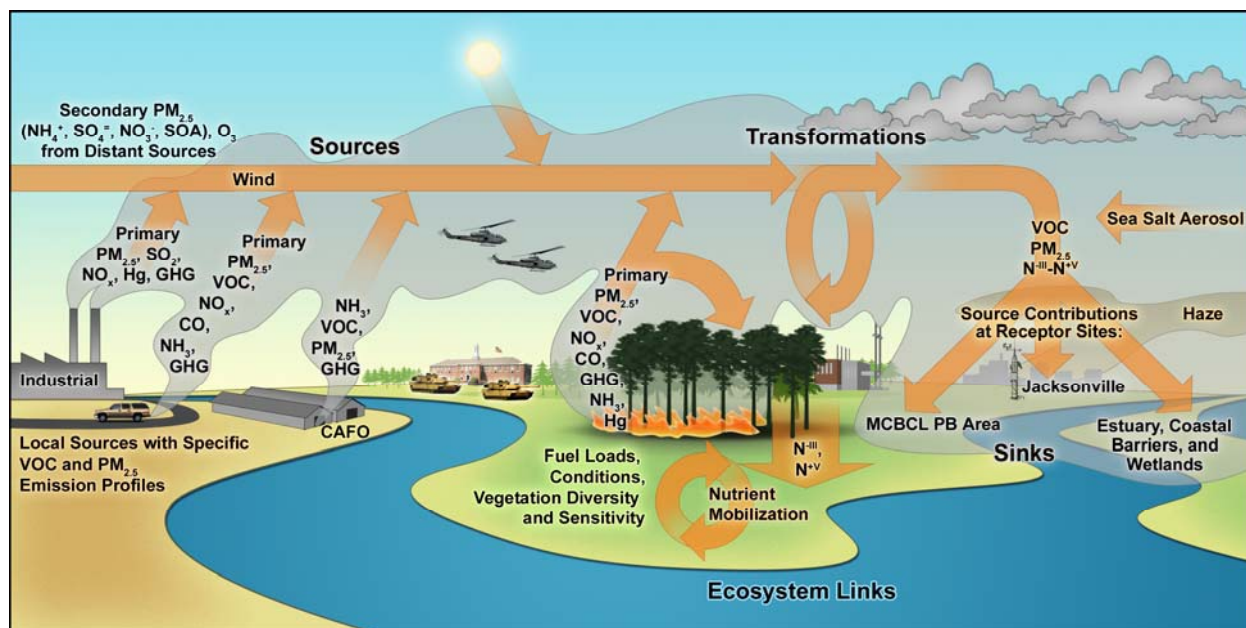 Secondary PM₂.₅
(NH₄⁺, SO₄⁼, NO₃⁻, SOA), O₃
from Distant Sources
Sources
Transformations
Wind
Sea Salt Aerosol
Primary
PM₂.₅, SO₂,
NOₓ, Hg, GHG
Primary
PM₂.₅,
VOC,
NOₓ,
CO,
NH₃,
GHG
NH₃,
VOC,
PM₂.₅,
GHG
Primary
PM₂.₅,
VOC,
NOₓ,
CO,
GHG,
NH₃,
Hg
VOC
PM₂.₅
N⁻ᴵᴵᴵ-N⁺ⱽ
Source Contributions
at Receptor Sites:
Haze
Industrial
Jacksonville
CAFO
MCBCL PB Area
Estuary, Coastal
Barriers, and
Wetlands
Sinks
Local Sources with Specific
VOC and PM₂.₅
Emission Profiles
Fuel Loads,
Conditions,
Vegetation Diversity
and Sensitivity
Nutrient
Mobilization
N⁻ᴵᴵᴵ,
N⁺ⱽ
Ecosystem Links